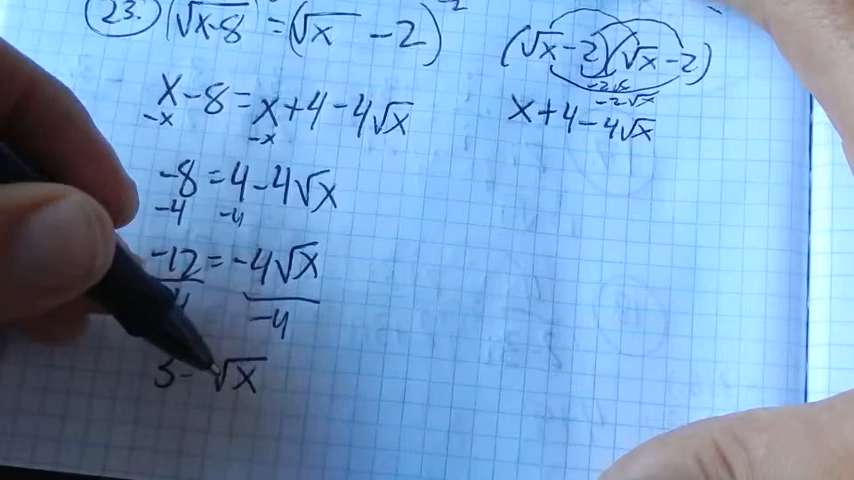 23. (√x-8) = (√x - 2)²
(√x - 2)(√x - 2)
-2√x
-2√x
x - 8 = x + 4 - 4√x
-x -x
x + 4 - 4√x
-8 = 4 - 4√x
-4 -4
-12 = -4√x
-4
3 = √x